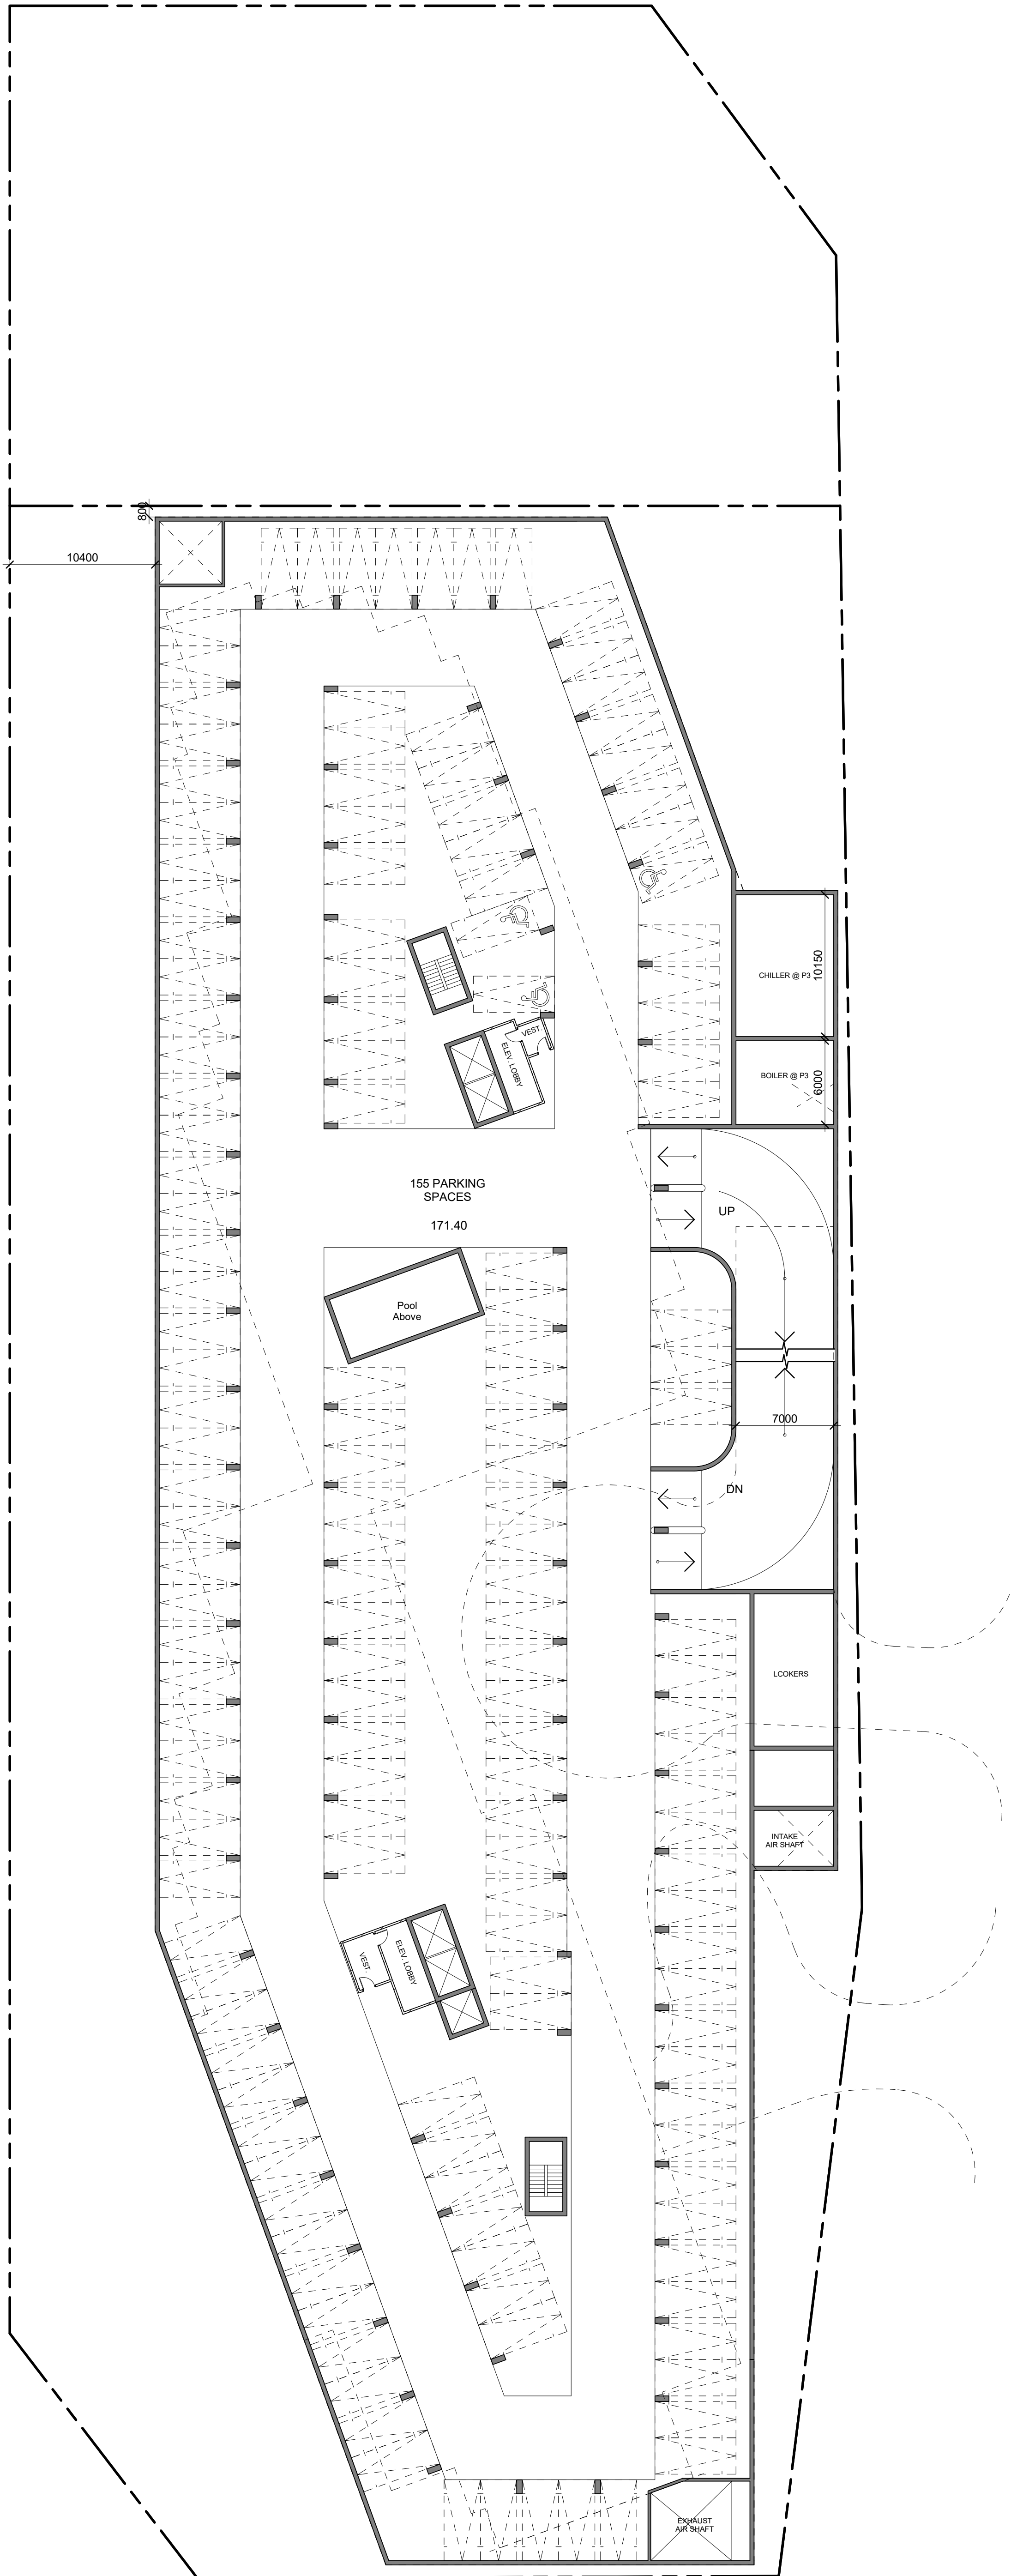 800
10400
CHILLER @ P3
10150
VEST.
ELEV. LOBBY
BOILER @ P3
6000
155 PARKING
SPACES
171.40
UP
Pool
Above
7000
DN
LCOKERS
INTAKE
AIR SHAFT
ELEV. LOBBY
VEST.
EXHAUST
AIR SHAFT